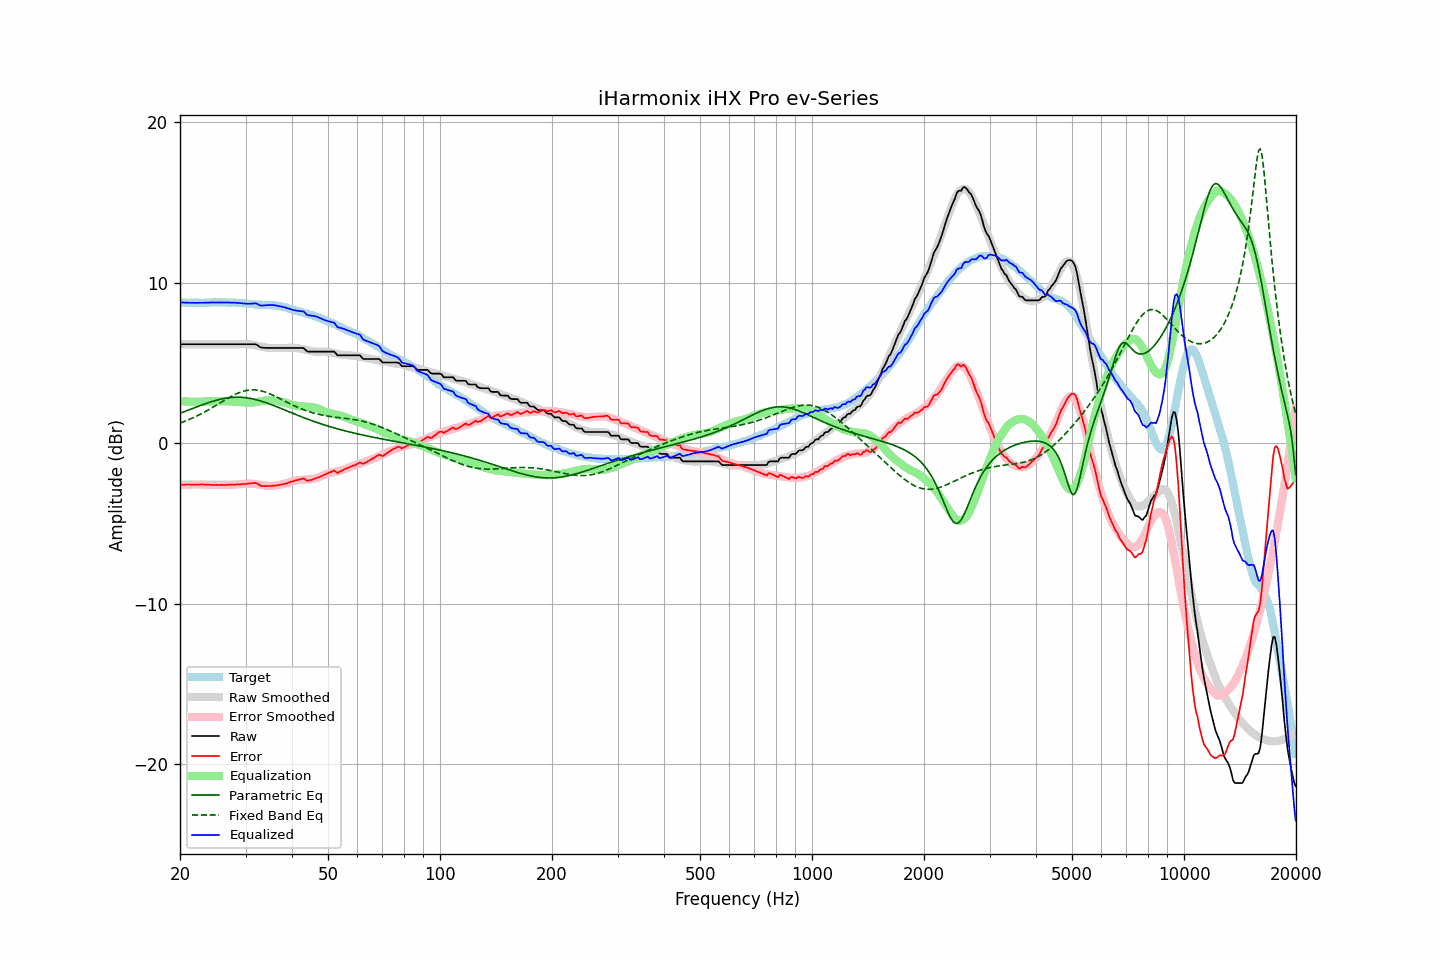 iHarmonix iHX Pro ev-Series
20
10
0
−10
−20
Amplitude (dBr)
Target
Raw Smoothed
Error Smoothed
Raw
Error
Equalization
Parametric Eq
Fixed Band Eq
Equalized
20 50 100 200 500 1000 2000 5000 10000 20000
Frequency (Hz)